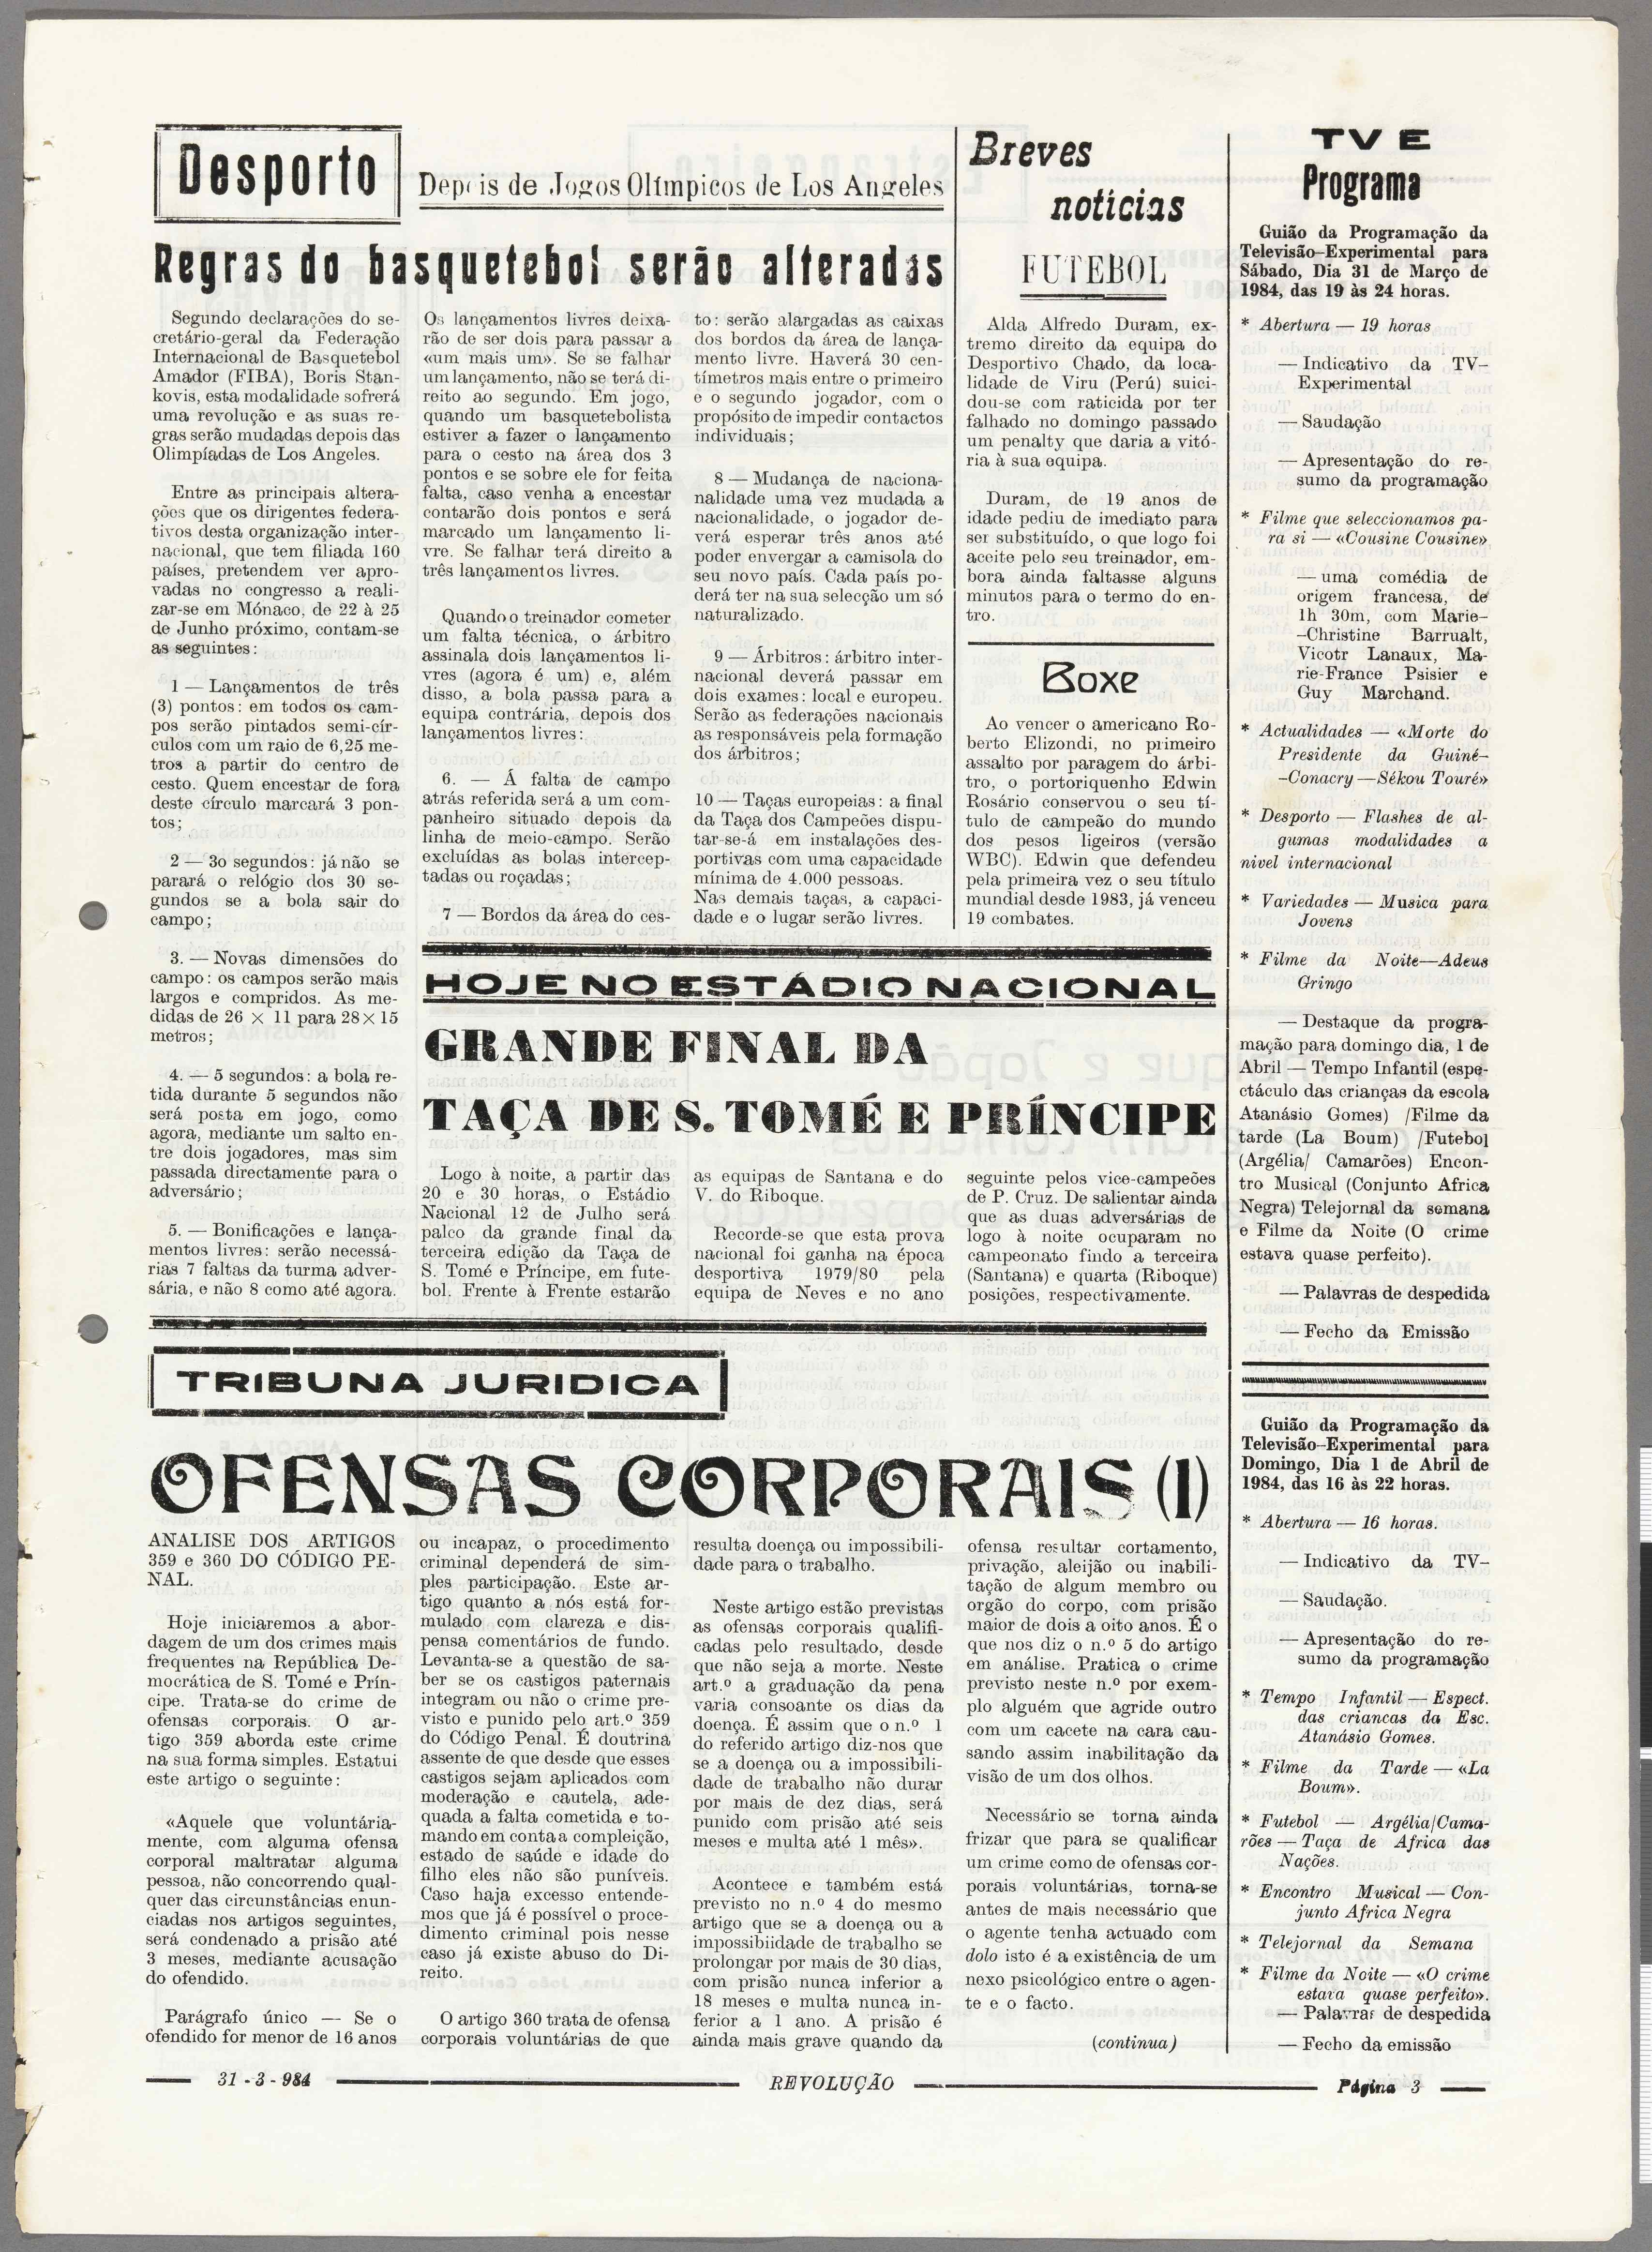 Desporto
Depois de Jogos Olímpicos de Los Angeles
Regras do basquetebol serão alteradas
Segundo declarações do se-
cretário-geral da Federação
Internacional de Basquetebol
Amador (FIBA), Boris Stan-
kovis, esta modalidade sofrerá
uma revolução e as suas re-
gras serão mudadas depois das
Olimpíadas de Los Angeles.
Entre as principais altera-
ções que os dirigentes federa-
tivos desta organização inter-
nacional, que tem filiada 160
países, pretendem ver apro-
vadas no congresso a reali-
zar-se em Mónaco, de 22 à 25
de Junho próximo, contam-se
as seguintes:
1 — Lançamentos de três
(3) pontos: em todos os cam-
pos serão pintados semi-cír-
culos com um raio de 6,25 me-
tros a partir do centro de
cesto. Quem encestar de fora
deste círculo marcará 3 pon-
tos;
2 — 3o segundos: já não se
parará o relógio dos 30 se-
gundos se a bola sair do
campo;
3. — Novas dimensões do
campo: os campos serão mais
largos e compridos. As me-
didas de 26 × 11 para 28×15
metros;
4. — 5 segundos: a bola re-
tida durante 5 segundos não
será posta em jogo, como
agora, mediante um salto en-
tre dois jogadores, mas sim
passada directamente para o
adversário;
5. — Bonificações e lança-
mentos livres: serão necessá-
rias 7 faltas da turma adver-
sária, e não 8 como até agora.
Os lançamentos livres deixa-
rão de ser dois para passar a
«um mais um». Se se falhar
um lançamento, não se terá di-
reito ao segundo. Em jogo,
quando um basquetebolista
estiver a fazer o lançamento
para o cesto na área dos 3
pontos e se sobre ele for feita
falta, caso venha a encestar
contarão dois pontos e será
marcado um lançamento li-
vre. Se falhar terá direito a
três lançamentos livres.
Quando o treinador cometer
um falta técnica, o árbitro
assinala dois lançamentos li-
vres (agora é um) e, além
disso, a bola passa para a
equipa contrária, depois dos
lançamentos livres:
6. — Á falta de campo
atrás referida será a um com-
panheiro situado depois da
linha de meio-campo. Serão
excluídas as bolas intercep-
tadas ou roçadas;
7 — Bordos da área do ces-
to: serão alargadas as caixas
dos bordos da área de lança-
mento livre. Haverá 30 cen-
tímetros mais entre o primeiro
e o segundo jogador, com o
propósito de impedir contactos
individuais;
8 — Mudança de naciona-
nalidade uma vez mudada a
nacionalidade, o jogador de-
verá esperar três anos até
poder envergar a camisola do
seu novo país. Cada país po-
derá ter na sua selecção um só
naturalizado.
9 — Árbitros: árbitro inter-
nacional deverá passar em
dois exames: local e europeu.
Serão as federações nacionais
as responsáveis pela formação
dos árbitros;
10 — Taças europeias: a final
da Taça dos Campeões dispu-
tar-se-á em instalações des-
portivas com uma capacidade
mínima de 4.000 pessoas.
Nas demais taças, a capaci-
dade e o lugar serão livres.
Breves
noticias
FUTEBOL
Alda Alfredo Duram, ex-
tremo direito da equipa do
Desportivo Chado, da loca-
lidade de Viru (Perú) suici-
dou-se com raticida por ter
falhado no domingo passado
um penalty que daria a vitó-
ria à sua equipa.
Duram, de 19 anos de
idade pediu de imediato para
ser substituído, o que logo foi
aceite pelo seu treinador, em-
bora ainda faltasse alguns
minutos para o termo do en-
tro.
Boxe
Ao vencer o americano Ro-
berto Elizondi, no primeiro
assalto por paragem do árbi-
tro, o portoriquenho Edwin
Rosário conservou o seu tí-
tulo de campeão do mundo
dos pesos ligeiros (versão
WBC). Edwin que defendeu
pela primeira vez o seu título
mundial desde 1983, já venceu
19 combates.
HOJE NO ESTÁDIO NACIONAL
GRANDE FINAL DA
TAÇA DE S. TOMÉ E PRÍNCIPE
Logo à noite, a partir das
20 e 30 horas, o Estádio
Nacional 12 de Julho será
palco da grande final da
terceira edição da Taça de
S. Tomé e Príncipe, em fute-
bol. Frente à Frente estarão
as equipas de Santana e do
V. do Riboque.
Recorde-se que esta prova
nacional foi ganha na época
desportiva 1979/80 pela
equipa de Neves e no ano
seguinte pelos vice-campeões
de P. Cruz. De salientar ainda
que as duas adversárias de
logo à noite ocuparam no
campeonato findo a terceira
(Santana) e quarta (Riboque)
posições, respectivamente.
TRIBUNA JURIDICA
OFENSAS CORPORAIS (I)
ANALISE DOS ARTIGOS
359 e 360 DO CÓDIGO PE-
NAL.
Hoje iniciaremos a abor-
dagem de um dos crimes mais
frequentes na República De-
mocrática de S. Tomé e Prín-
cipe. Trata-se do crime de
ofensas corporais. O ar-
tigo 359 aborda este crime
na sua forma simples. Estatui
este artigo o seguinte:
«Aquele que voluntária-
mente, com alguma ofensa
corporal maltratar alguma
pessoa, não concorrendo qual-
quer das circunstâncias enun-
ciadas nos artigos seguintes,
será condenado a prisão até
3 meses, mediante acusação
do ofendido.
Parágrafo único — Se o
ofendido for menor de 16 anos
ou incapaz, o procedimento
criminal dependerá de sim-
ples participação. Este ar-
tigo quanto a nós está for-
mulado com clareza e dis-
pensa comentários de fundo.
Levanta-se a questão de sa-
ber se os castigos paternais
integram ou não o crime pre-
visto e punido pelo art.º 359
do Código Penal. É doutrina
assente de que desde que esses
castigos sejam aplicados com
moderação e cautela, ade-
quada a falta cometida e to-
mando em conta a compleição,
estado de saúde e idade do
filho eles não são puníveis.
Caso haja excesso entende-
mos que já é possível o proce-
dimento criminal pois nesse
caso já existe abuso do Di-
reito.
O artigo 360 trata de ofensa
corporais voluntárias de que
resulta doença ou impossibili-
dade para o trabalho.
Neste artigo estão previstas
as ofensas corporais qualifi-
cadas pelo resultado, desde
que não seja a morte. Neste
art.º a graduação da pena
varia consoante os dias da
doença. É assim que o n.º 1
do referido artigo diz-nos que
se a doença ou a impossibili-
dade de trabalho não durar
por mais de dez dias, será
punido com prisão até seis
meses e multa até 1 mês».
Acontece e também está
previsto no n.º 4 do mesmo
artigo que se a doença ou a
impossibiidade de trabalho se
prolongar por mais de 30 dias,
com prisão nunca inferior a
18 meses e multa nunca in-
ferior a 1 ano. A prisão é
ainda mais grave quando da
ofensa resultar cortamento,
privação, aleijão ou inabili-
tação de algum membro ou
orgão do corpo, com prisão
maior de dois a oito anos. É o
que nos diz o n.º 5 do artigo
em análise. Pratica o crime
previsto neste n.º por exem-
plo alguém que agride outro
com um cacete na cara cau-
sando assim inabilitação da
visão de um dos olhos.
Necessário se torna ainda
frizar que para se qualificar
um crime como de ofensas cor-
porais voluntárias, torna-se
antes de mais necessário que
o agente tenha actuado com
dolo isto é a existência de um
nexo psicológico entre o agen-
te e o facto.
(continua)
TV E
Programa
Guião da Programação da
Televisão-Experimental para
Sábado, Dia 31 de Março de
1984, das 19 às 24 horas.
* Abertura — 19 horas
— Indicativo da TV-
Experimental
— Saudação
— Apresentação do re-
sumo da programação
* Filme que seleccionamos pa-
ra si — «Cousine Cousine»
— uma comédia de
origem francesa, de
1h 30m, com Marie-
-Christine Barrualt,
Vicotr Lanaux, Ma-
rie-France Psisier e
Guy Marchand.
* Actualidades — «Morte do
Presidente da Guiné-
-Conacry — Sékou Touré»
* Desporto — Flashes de al-
gumas modalidades a
nivel internacional
* Variedades — Musica para
Jovens
* Filme da Noite—Adeus
Gringo
— Destaque da progra-
mação para domingo dia, 1 de
Abril — Tempo Infantil (espe-
ctáculo das crianças da escola
Atanásio Gomes) /Filme da
tarde (La Boum) /Futebol
(Argélia/ Camarões) Encon-
tro Musical (Conjunto Africa
Negra) Telejornal da semana
e Filme da Noite (O crime
estava quase perfeito).
— Palavras de despedida
— Fecho da Emissão
Guião da Programação da
Televisão-Experimental para
Domingo, Dia 1 de Abril de
1984, das 16 às 22 horas.
* Abertura — 16 horas.
— Indicativo da TV-
— Saudação.
— Apresentação do re-
sumo da programação
* Tempo Infantil — Espect.
das criancas da Esc.
Atanásio Gomes.
* Filme da Tarde — «La
Boum».
* Futebol — Argélia/Cama-
rões — Taça de Africa das
Nações.
* Encontro Musical — Con-
junto Africa Negra
* Telejornal da Semana
* Filme da Noite — «O crime
estava quase perfeito».
— Palavras de despedida
— Fecho da emissão
31 - 3 - 984
REVOLUÇÃO
Página 3